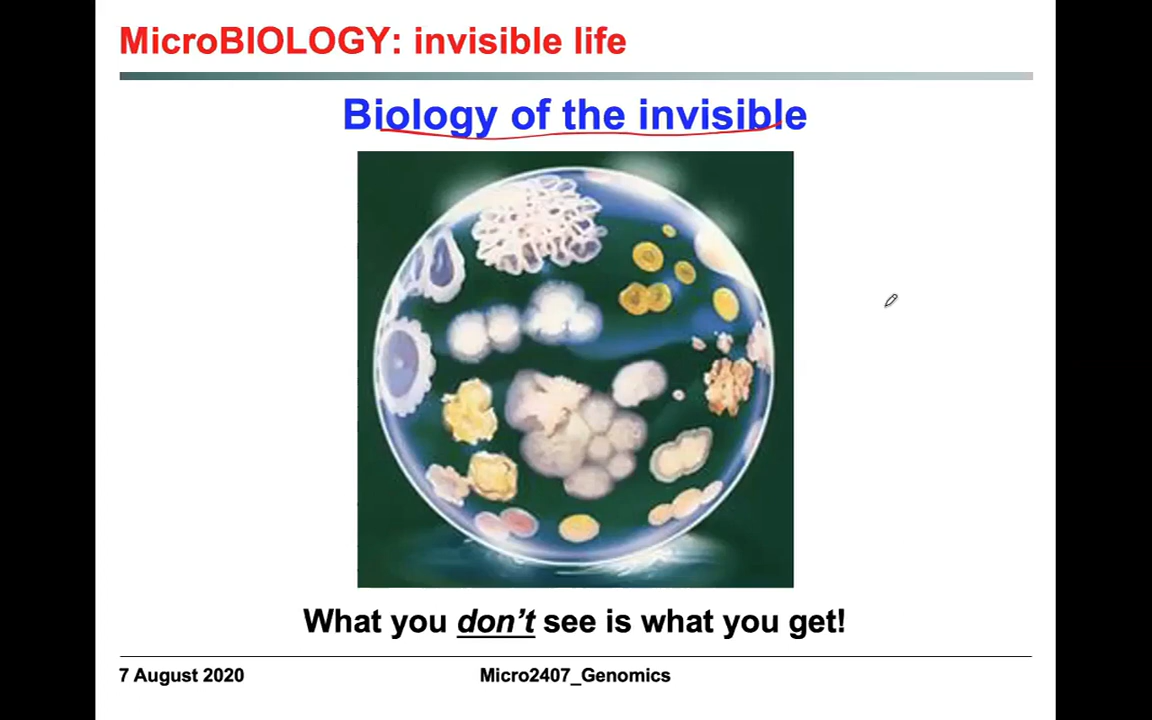 MicroBIOLOGY: invisible life
Biology of the invisible
What you don't see is what you get!
7 August 2020
Micro2407_Genomics